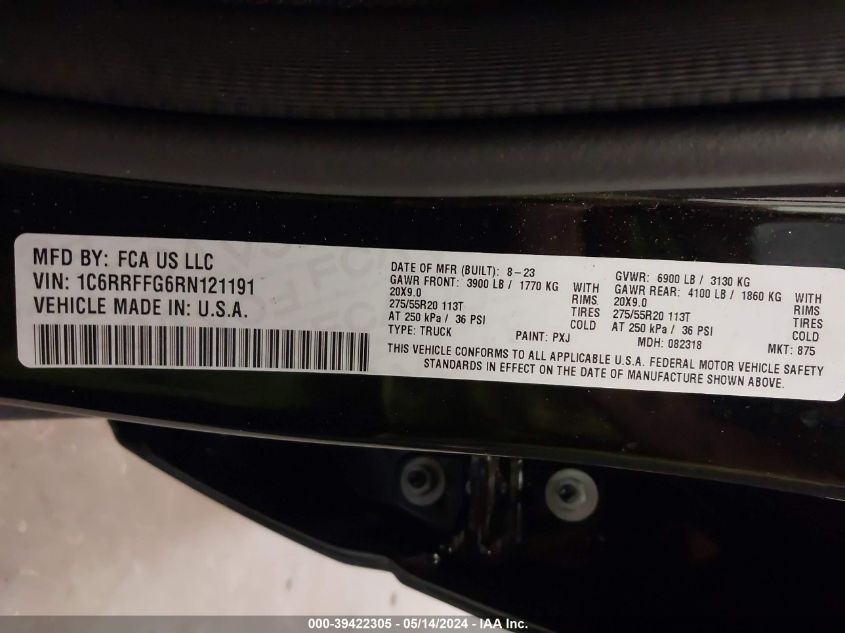 MFD BY: FCA US LLC
VIN: 1C6RRFFG6RN121191
VEHICLE MADE IN U.S.A.
DATE OF MFR (BUILT): 8-23 GVWR: 6900 LB / 3130 KG
GAWR FRONT: 3900 LB / 1770 KG WITH GAWR REAR: 4100 LB / 1860 KG WITH
20X9.0 RIMS 20X9.0 RIMS
275/55R20 113T TIRES 275/55R20 113T TIRES
AT 250 kPa / 36 PSI COLD AT 250 kPa / 36 PSI COLD
TYPE: TRUCK PAINT: PXJ MDH: 082318 MKT: 875
THIS VEHICLE CONFORMS TO ALL APPLICABLE U.S.A. FEDERAL MOTOR VEHICLE SAFETY
STANDARDS IN EFFECT ON THE DATE OF MANUFACTURE SHOWN ABOVE.
000-39422305 - 05/14/2024 - IAA Inc.